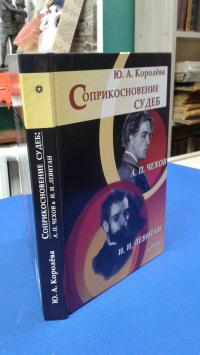 Ю. А. Королёва
Соприкосновение
судеб
А. П. ЧЕХОВ
И. И. ЛЕВИТАН
Соприкосновение судеб:
А. П. Чехов и И. И. Левитан
Ю. А. Королёва